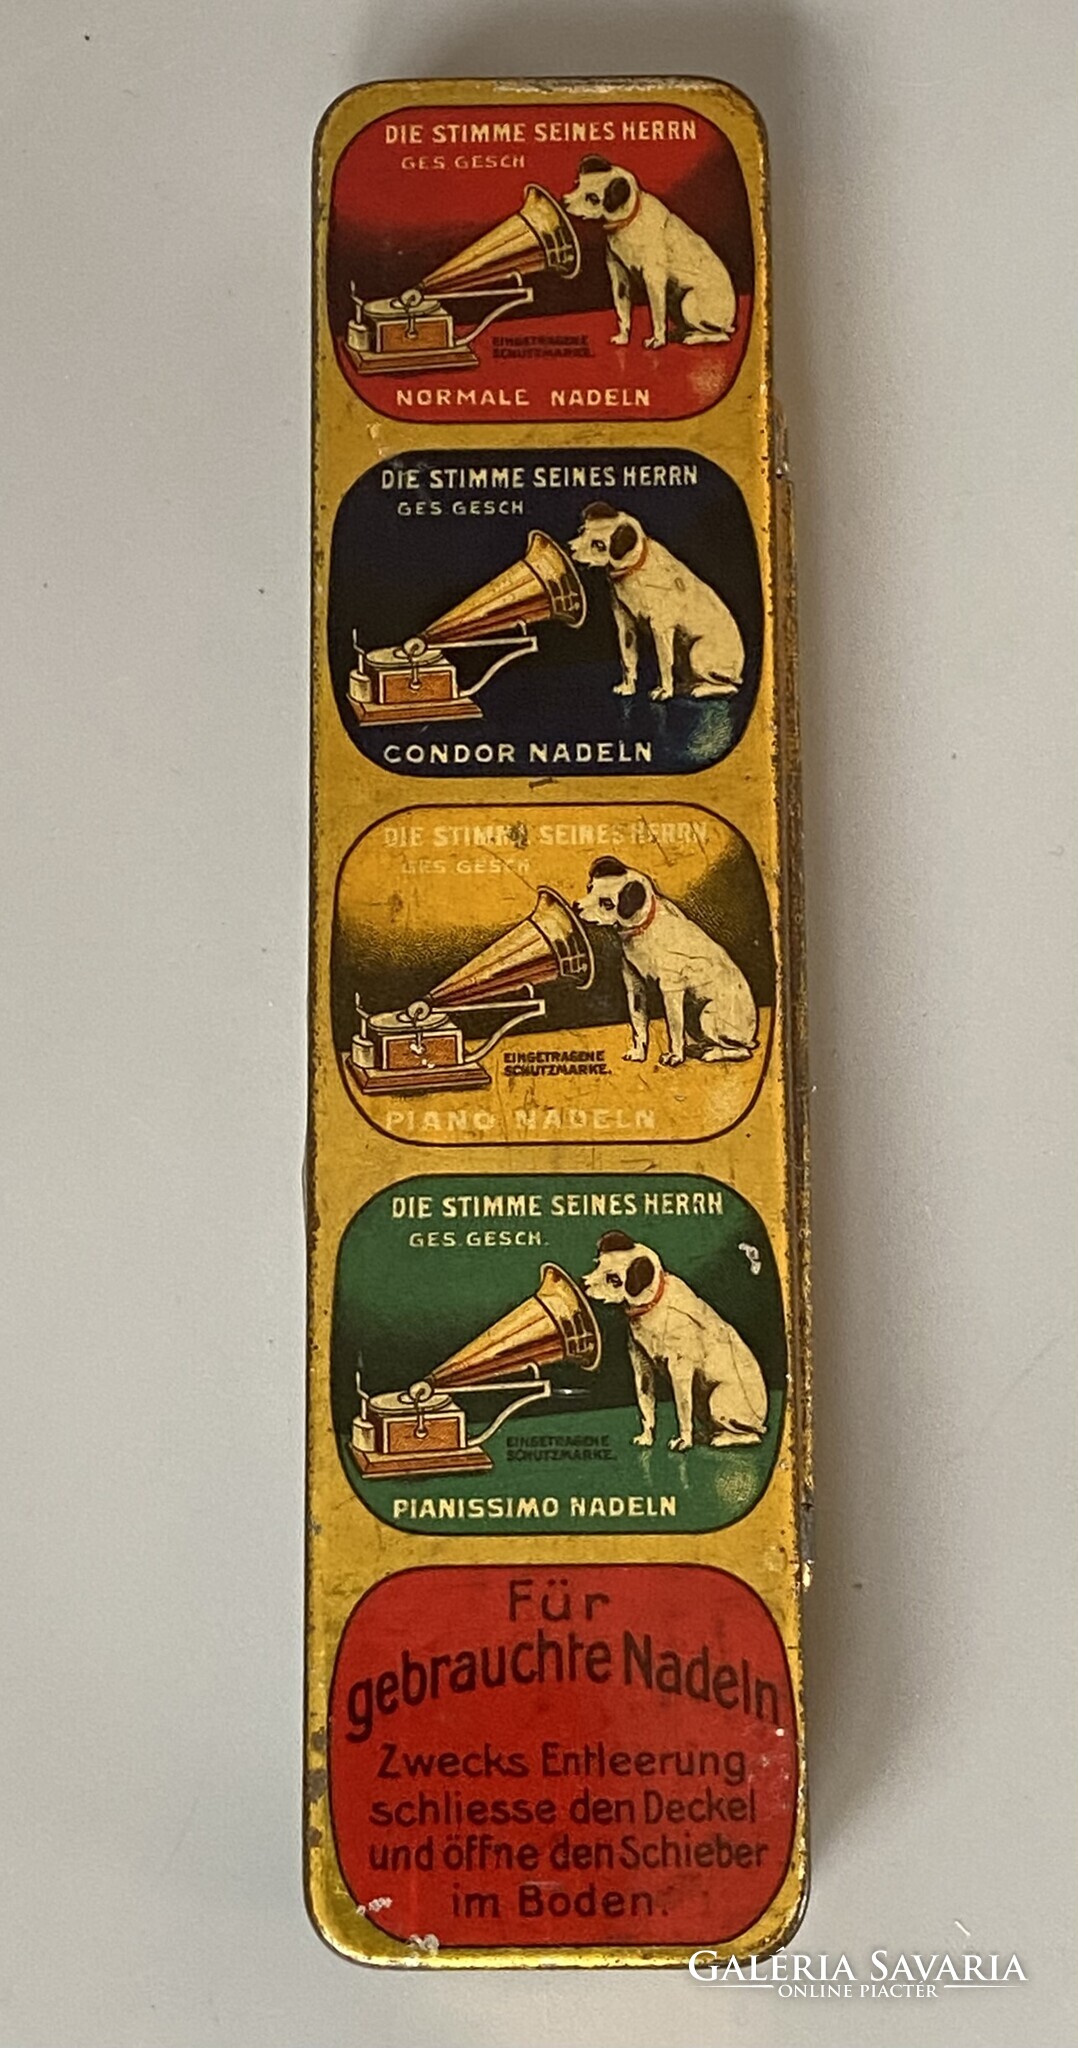 DIE STIMME SEINES HERRN
GES. GESCH
EINGETRAGENE
SCHUTZMARKE.
NORMALE NADELN
DIE STIMME SEINES HERRN
GES. GESCH
CONDOR NADELN
DIE STIMME SEINES HERRN
GES GESCH
EINGETRAGENE
SCHUTZMARKE.
PIANO NADELN
DIE STIMME SEINES HERRN
GES. GESCH.
EINGETRAGENE
SCHUTZMARKE.
PIANISSIMO NADELN
Für
gebrauchte Nadeln
Zwecks Entleerung
schliesse den Deckel
und öffne den Schieber
im Boden.
GALÉRIA SAVARIA
ONLINE PIACTÉR